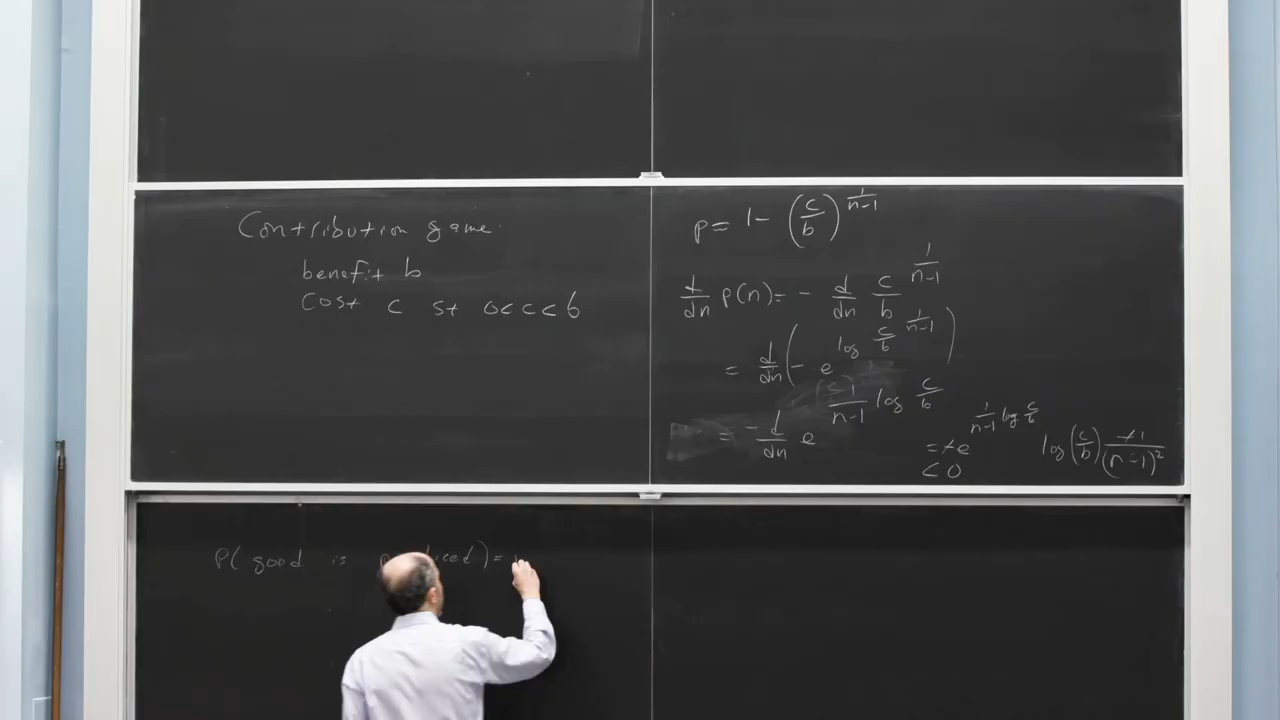 Contribution game
benefit b
cost c st 0<c<b
p = 1 - (c/b)^{1/(n-1)}
d/dn p(n) = - d/dn c/b^{1/(n-1)}
= d/dn (- e^{log c/b^{1/(n-1)}})
= -d/dn e^{1/(n-1) log c/b}
= + e^{1/(n-1) log c/b} log(c/b) +1/(n-1)²
< 0
P( good is )=